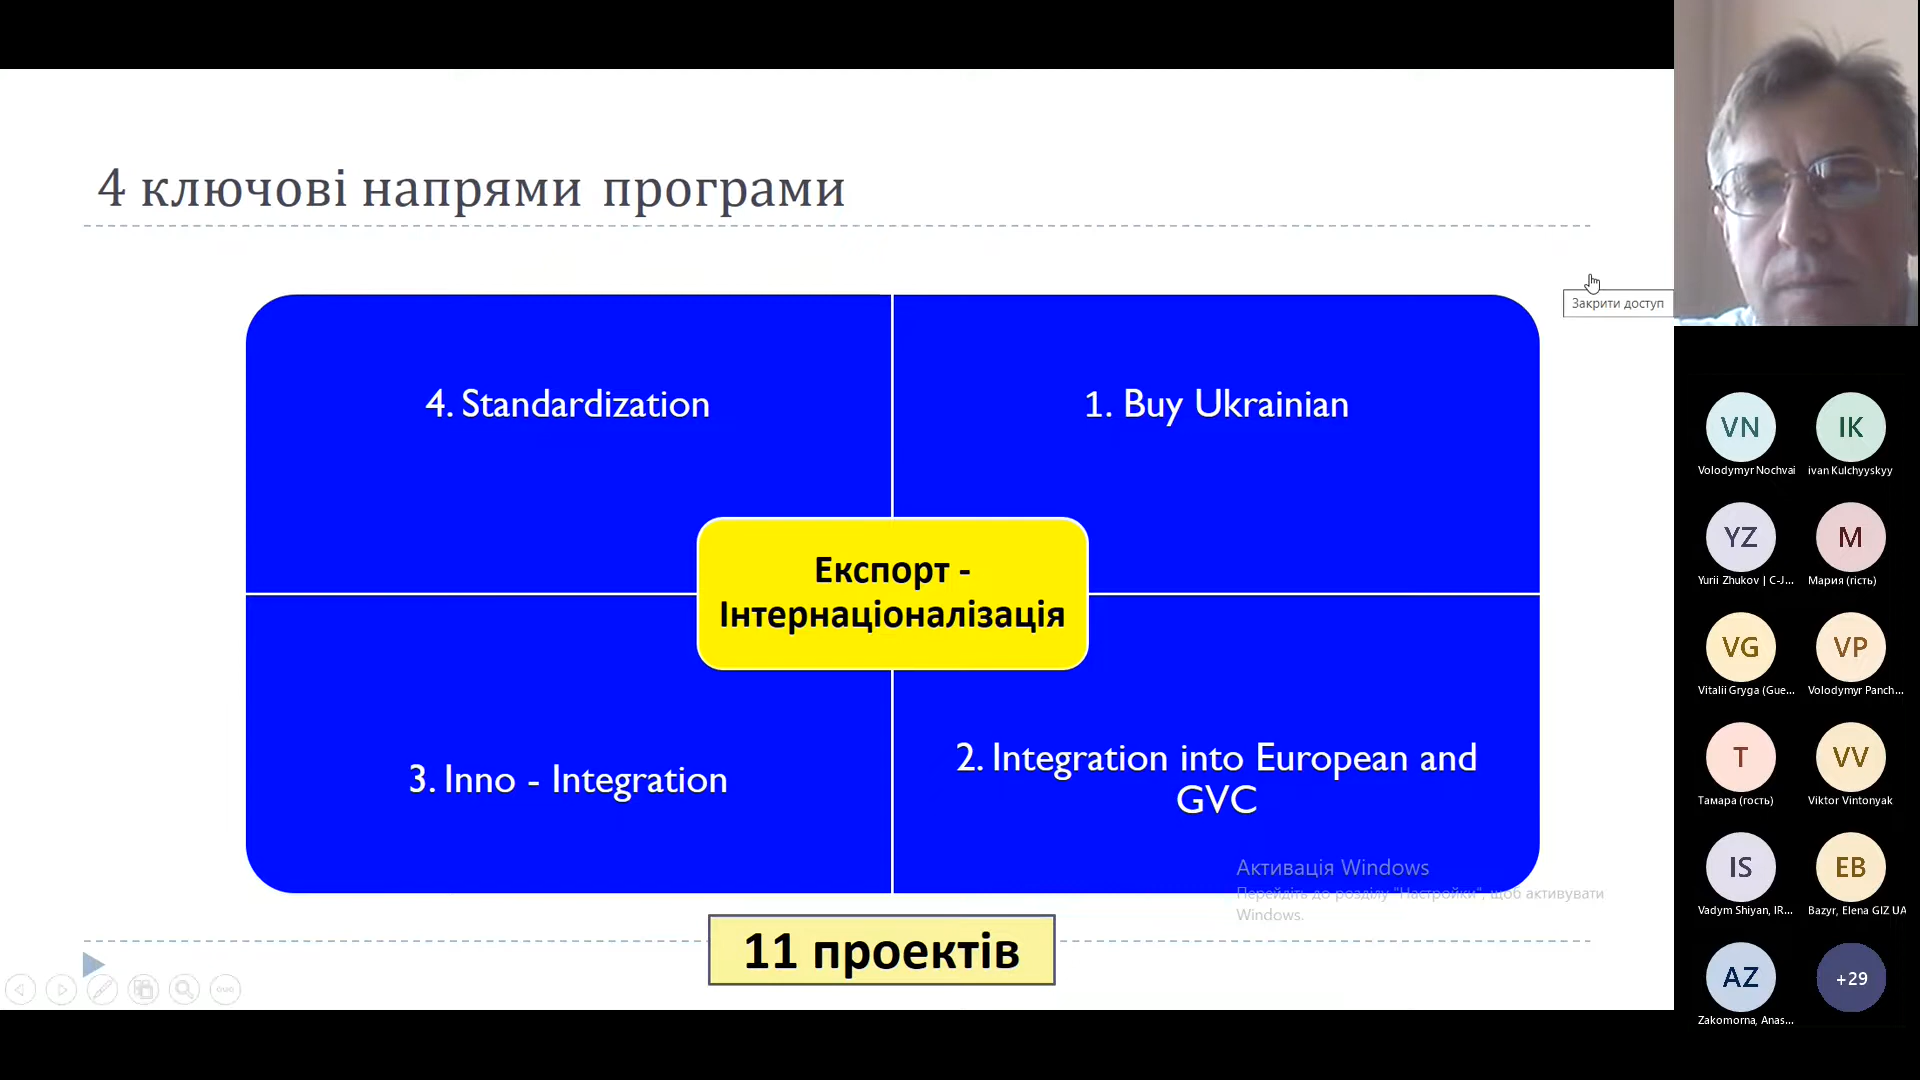 4 ключові напрями програми
Закрити доступ
4. Standardization
1. Buy Ukrainian
Експорт -
Інтернаціоналізація
3. Inno - Integration
2. Integration into European and
GVC
Активація Windows
Перейдіть до розділу "Настройки", щоб активувати
Windows.
11 проектів
VN
Volodymyr Nochvai
IK
ivan Kulchyyskyy
YZ
Yurii Zhukov | C-J...
М
Мария (гість)
VG
Vitalii Gryga (Gue...
VP
Volodymyr Panch...
Т
Тамара (гость)
VV
Viktor Vintonyak
IS
Vadym Shiyan, IR...
EB
Bazyr, Elena GIZ UA
AZ
Zakomorna, Anas...
+29